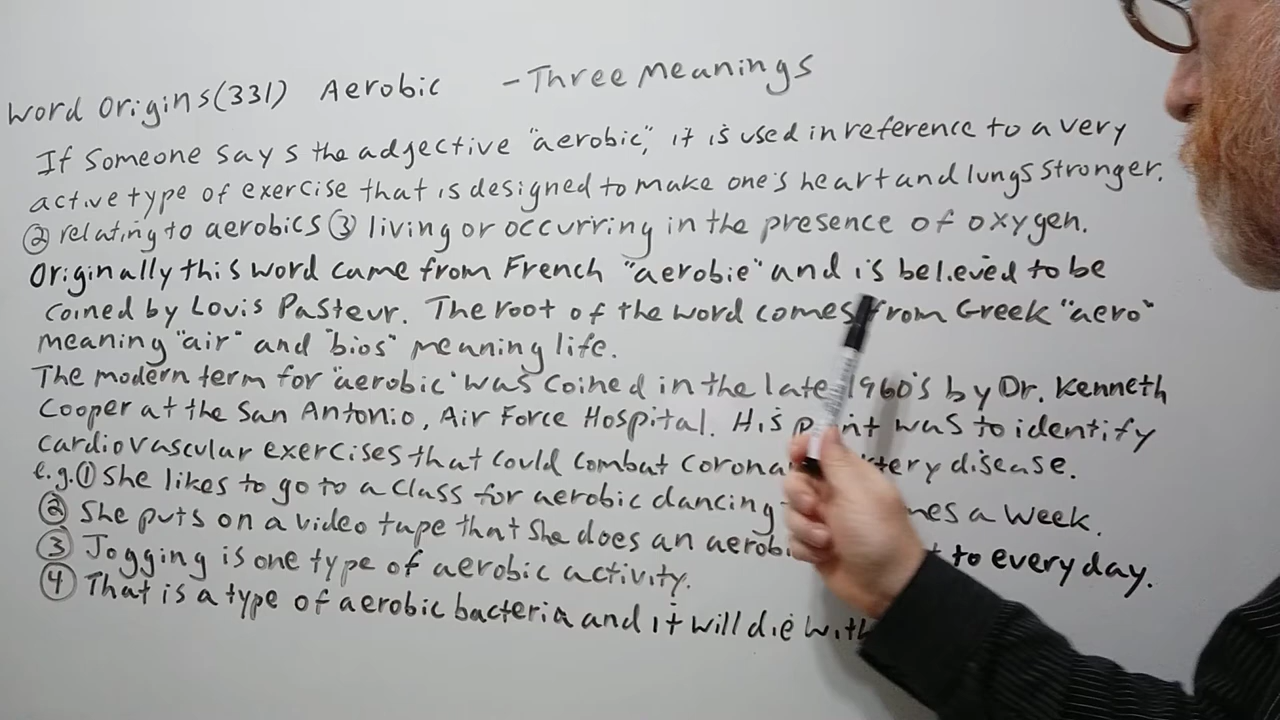 Word Origins(331) Aerobic - Three Meanings
If someone says the adjective "aerobic," it is used in reference to a very
active type of exercise that is designed to make one's heart and lungs stronger.
② relating to aerobics ③ living or occurring in the presence of oxygen.
Originally this word came from French "aerobie" and is believed to be
coined by Louis Pasteur. The root of the word comes from Greek "aero"
meaning "air" and "bios" meaning life.
The modern term for "aerobic" was coined in the late 1960's by Dr. Kenneth
Cooper at the San Antonio, Air Force Hospital. His was to identify
cardiovascular exercises that could combat disease.
e.g. ① She likes to go to a class for aerobic dancing a week.
② She puts on a video tape that she does an to everyday.
③ Jogging is one type of aerobic activity.
④ That is a type of aerobic bacteria and it will die